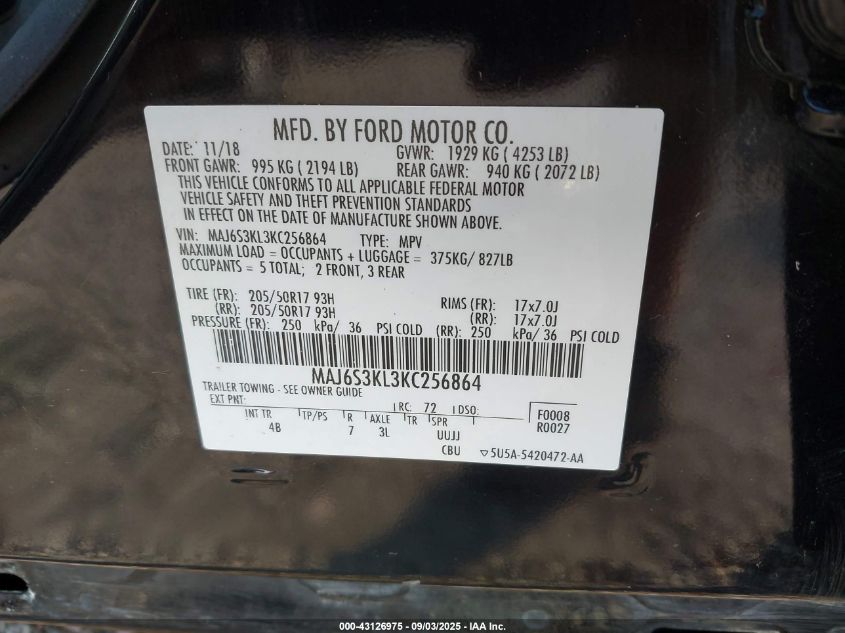 MFD. BY FORD MOTOR CO.
DATE: 11/18 GVWR: 1929 KG ( 4253 LB)
FRONT GAWR: 995 KG ( 2194 LB) REAR GAWR: 940 KG ( 2072 LB)
THIS VEHICLE CONFORMS TO ALL APPLICABLE FEDERAL MOTOR
VEHICLE SAFETY AND THEFT PREVENTION STANDARDS
IN EFFECT ON THE DATE OF MANUFACTURE SHOWN ABOVE.
VIN: MAJ6S3KL3KC256864 TYPE: MPV
MAXIMUM LOAD = OCCUPANTS + LUGGAGE = 375KG/ 827LB
OCCUPANTS = 5 TOTAL; 2 FRONT, 3 REAR
TIRE (FR): 205/50R17 93H RIMS (FR): 17x7.0J
(RR): 205/50R17 93H (RR): 17x7.0J
PRESSURE (FR): 250 kPa/ 36 PSI COLD (RR): 250 kPa/ 36 PSI COLD
MAJ6S3KL3KC256864
TRAILER TOWING - SEE OWNER GUIDE
EXT PNT: RC: 72 DSO: F0008
INT TR TP/PS R AXLE TR SPR R0027
4B 7 3L UUJJ
CBU 5U5A-5420472-AA
000-43126975 - 09/03/2025 - IAA Inc.